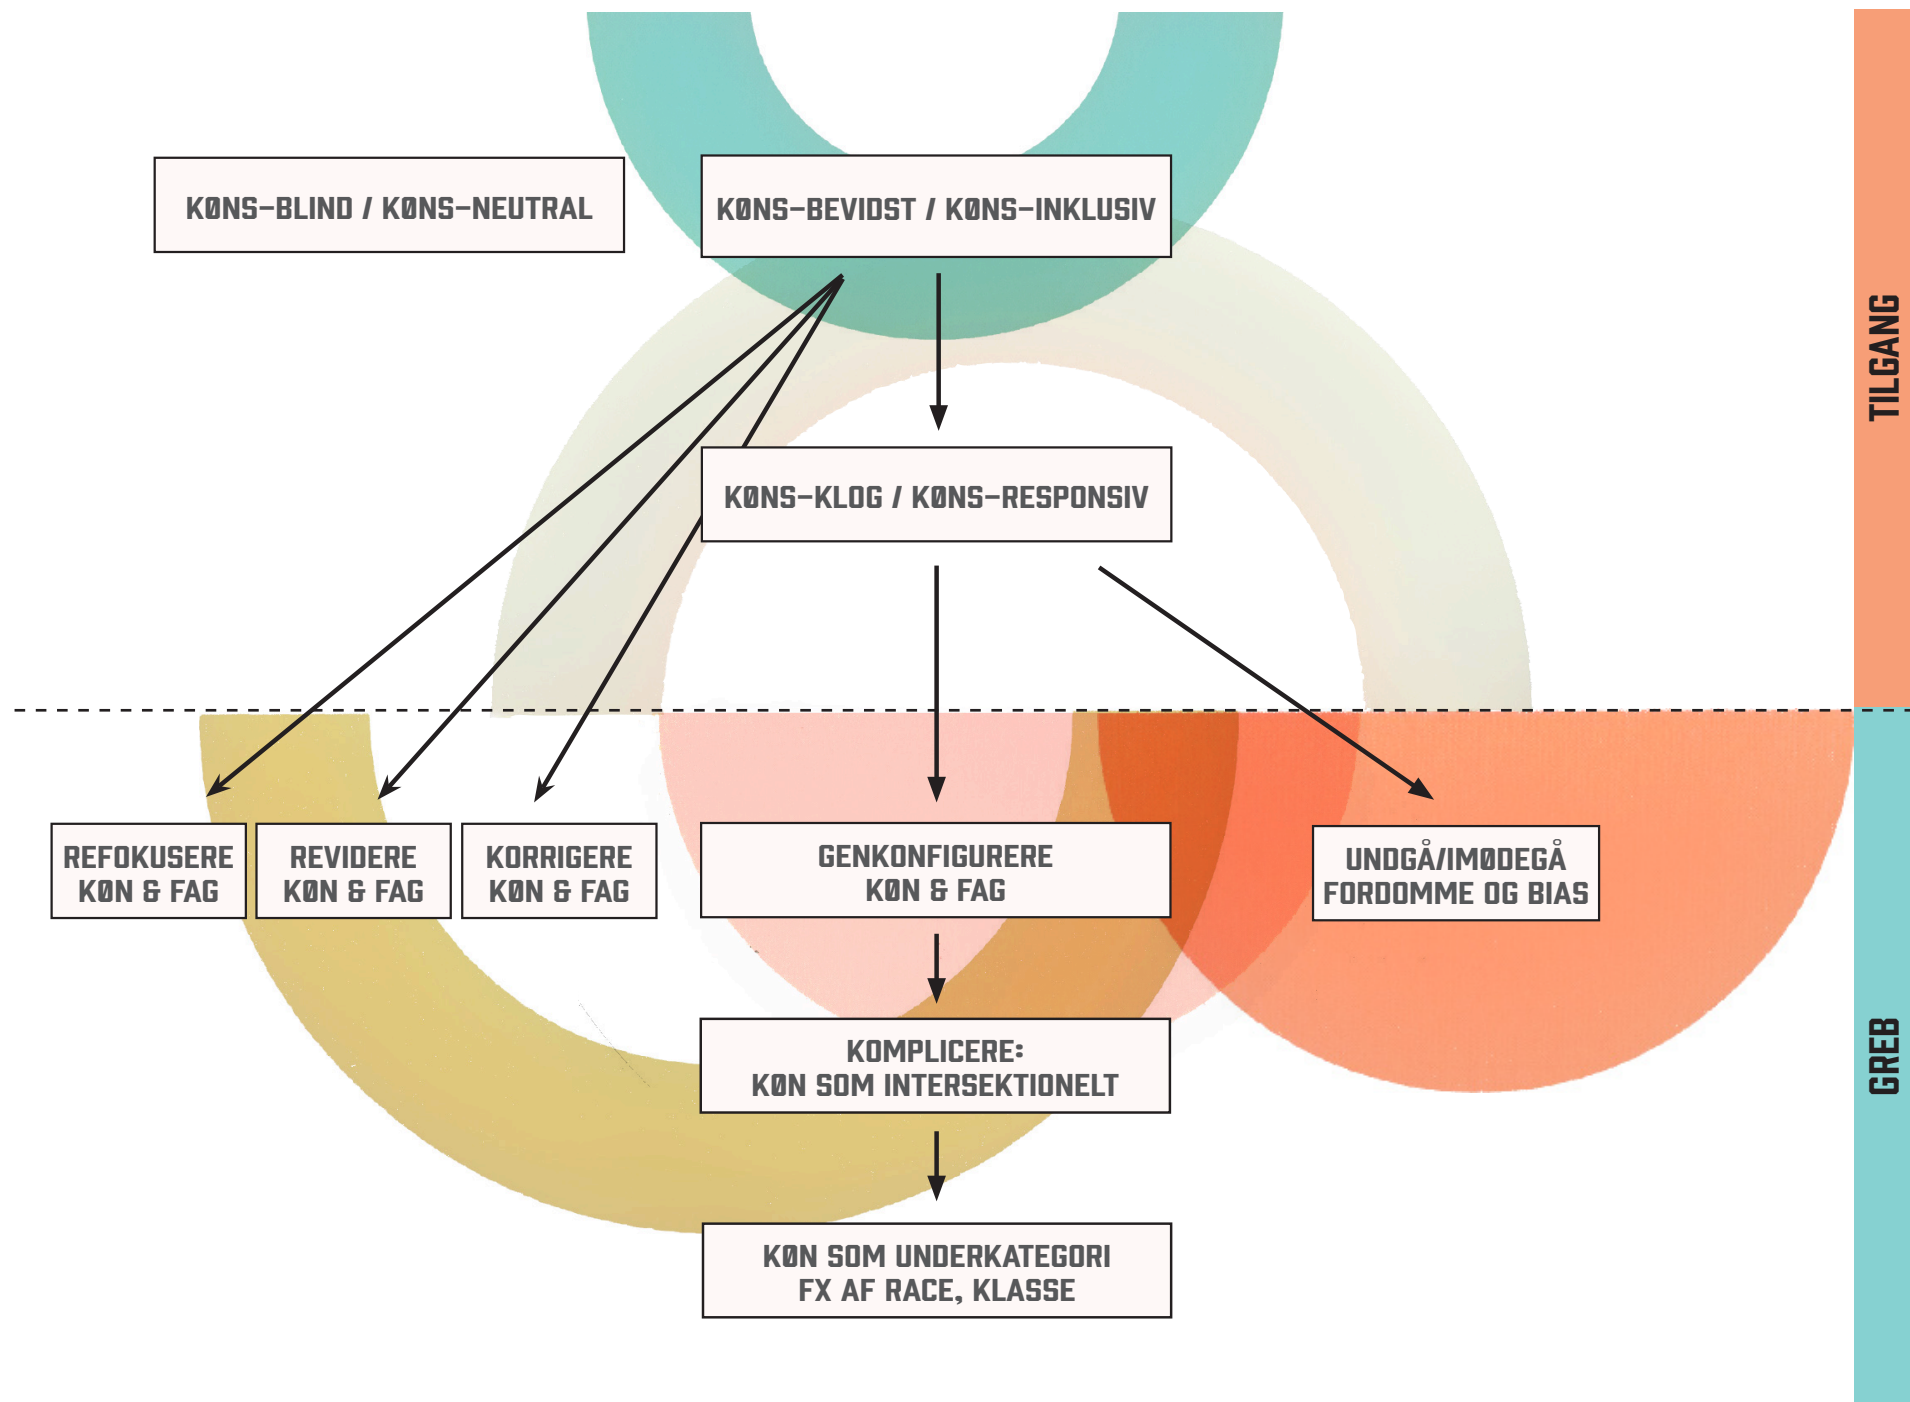 KØNS-BLIND / KØNS-NEUTRAL
KØNS-BEVIDST / KØNS-INKLUSIV
TILGANG
KØNS-KLOG / KØNS-RESPONSIV
REFOKUSERE
KØN & FAG
REVIDERE
KØN & FAG
KORRIGERE
KØN & FAG
GENKONFIGURERE
KØN & FAG
UNDGÅ/IMØDEGÅ
FORDOMME OG BIAS
GREB
KOMPLICERE:
KØN SOM INTERSEKTIONELT
KØN SOM UNDERKATEGORI
FX AF RACE, KLASSE